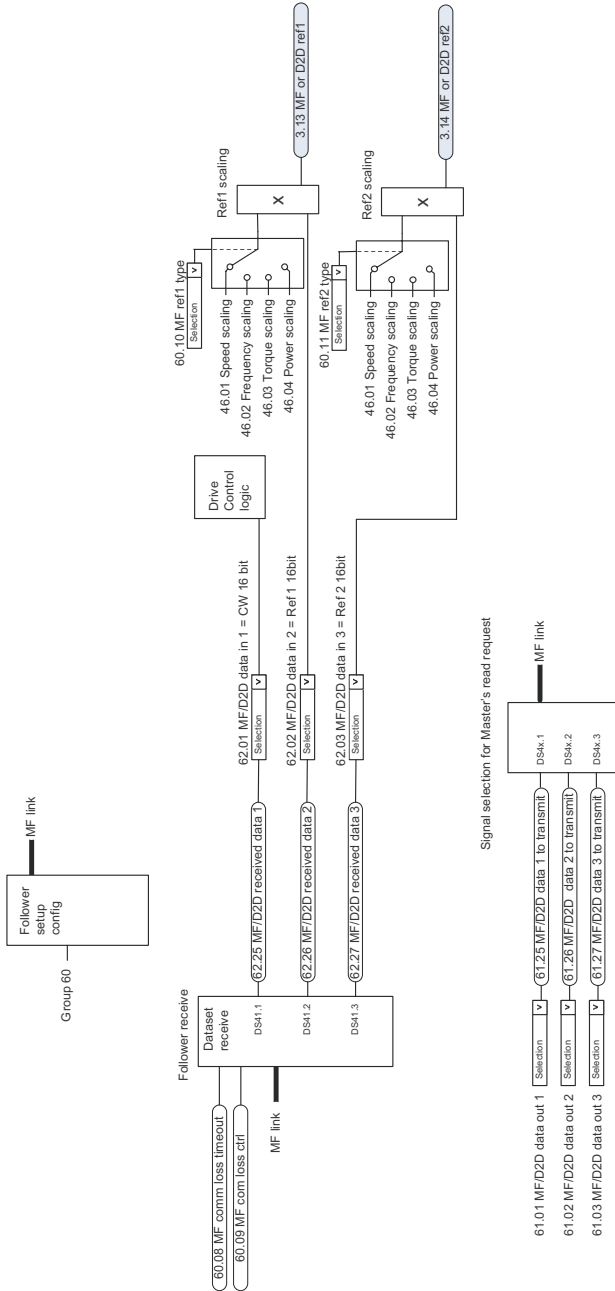 Follower
setup
config
MF link
Group 60
Follower receive
60.08 MF comm loss timeout
60.09 MF com loss ctrl
MF link
Dataset
receive
DS41.1
DS41.2
DS41.3
62.25 MF/D2D received data 1
62.26 MF/D2D received data 2
62.27 MF/D2D received data 3
62.01 MF/D2D data in 1 = CW 16 bit
Selection
v
62.02 MF/D2D data in 2 = Ref 1 16bit
Selection
v
62.03 MF/D2D data in 3 = Ref 2 16bit
Selection
v
Drive
Control
logic
60.10 MF ref1 type
Selection
v
46.01 Speed scaling
46.02 Frequency scaling
46.03 Torque scaling
46.04 Power scaling
Ref1 scaling
X
3.13 MF or D2D ref1
60.11 MF ref2 type
Selection
v
46.01 Speed scaling
46.02 Frequency scaling
46.03 Torque scaling
46.04 Power scaling
Ref2 scaling
X
3.14 MF or D2D ref2
Signal selection for Master's read request
61.01 MF/D2D data out 1
Selection
v
61.25 MF/D2D data 1 to transmit
DS4x.1
61.02 MF/D2D data out 2
Selection
v
61.26 MF/D2D data 2 to transmit
DS4x.2
61.03 MF/D2D data out 3
Selection
v
61.27 MF/D2D data 3 to transmit
DS4x.3
MF link